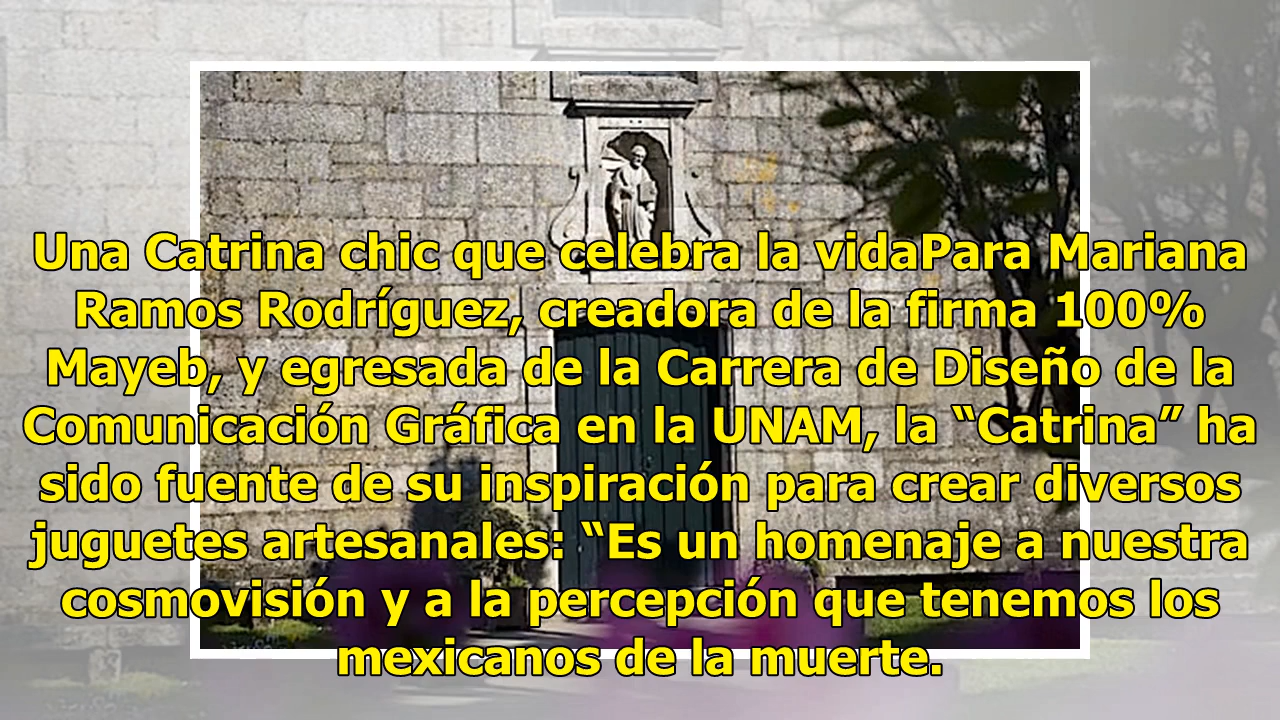 Una Catrina chic que celebra la vidaPara Mariana
Ramos Rodríguez, creadora de la firma 100%
Mayeb, y egresada de la Carrera de Diseño de la
Comunicación Gráfica en la UNAM, la “Catrina” ha
sido fuente de su inspiración para crear diversos
juguetes artesanales: “Es un homenaje a nuestra
cosmovisión y a la percepción que tenemos los
mexicanos de la muerte.